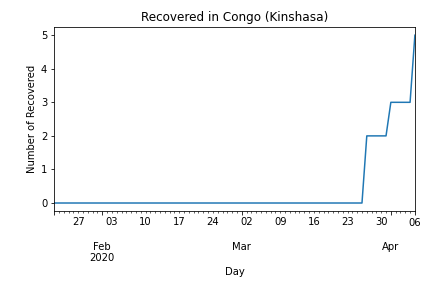 Recovered in Congo (Kinshasa)
Number of Recovered
5
4
3
2
1
0
27 03 10 17 24 02 09 16 23 30 06
Feb Mar Apr
2020
Day